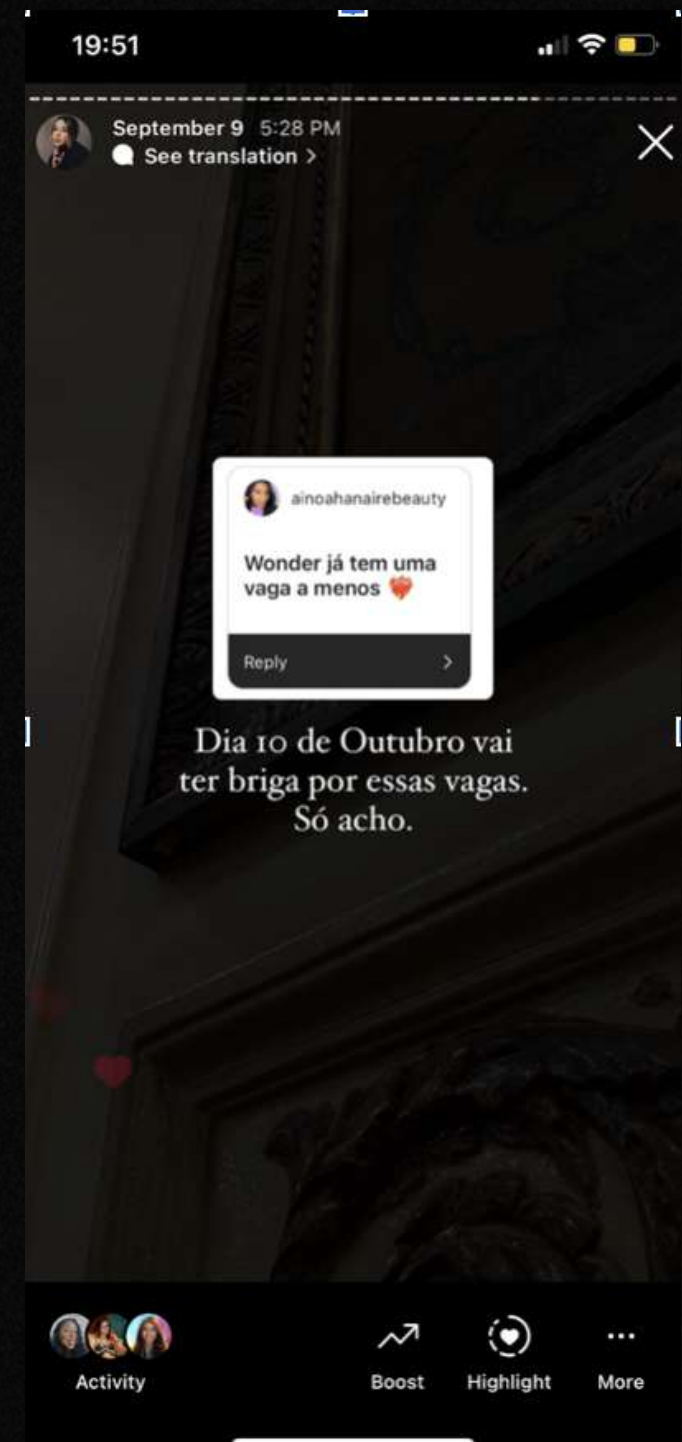 19:51
September 9 5:28 PM
See translation >
ainoahanairebeauty
Wonder já tem uma
vaga a menos ❤️‍🔥
Reply >
Dia 10 de Outubro vai
ter briga por essas vagas.
Só acho.
Activity
Boost
Highlight
More